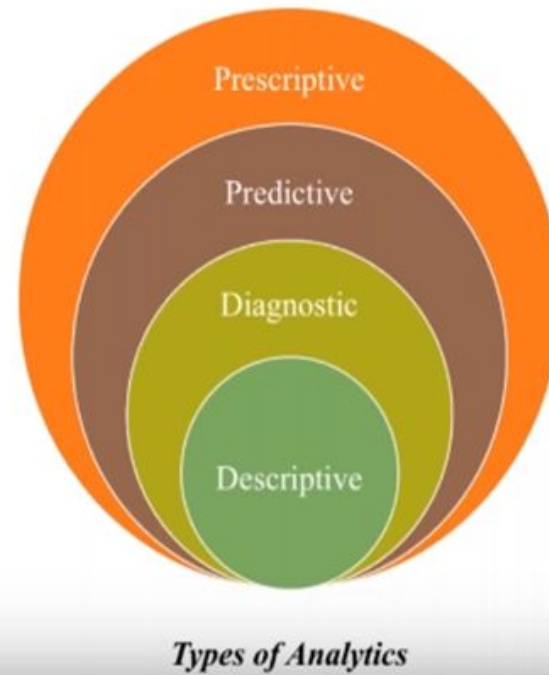 Prescriptive
Predictive
Diagnostic
Descriptive
Types of Analytics